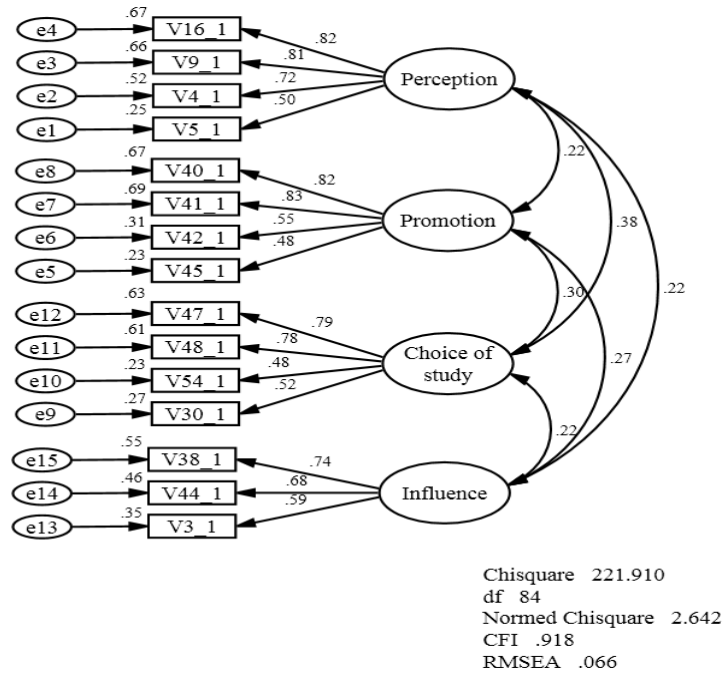 .67
e4 V16_1 .82
.66
e3 V9_1 .81
.52
e2 V4_1 .72
.25
e1 V5_1 .50
Perception
.67
e8 V40_1 .82
.69
e7 V41_1 .83
.31
e6 V42_1 .55
.23
e5 V45_1 .48
Promotion
.63
e12 V47_1 .79
.61
e11 V48_1 .78
.23
e10 V54_1 .48
.27
e9 V30_1 .52
Choice of
study
.55
e15 V38_1 .74
.46
e14 V44_1 .68
.35
e13 V3_1 .59
Influence
.22
.38
.22
.30
.27
.22
Chisquare 221.910
df 84
Normed Chisquare 2.642
CFI .918
RMSEA .066